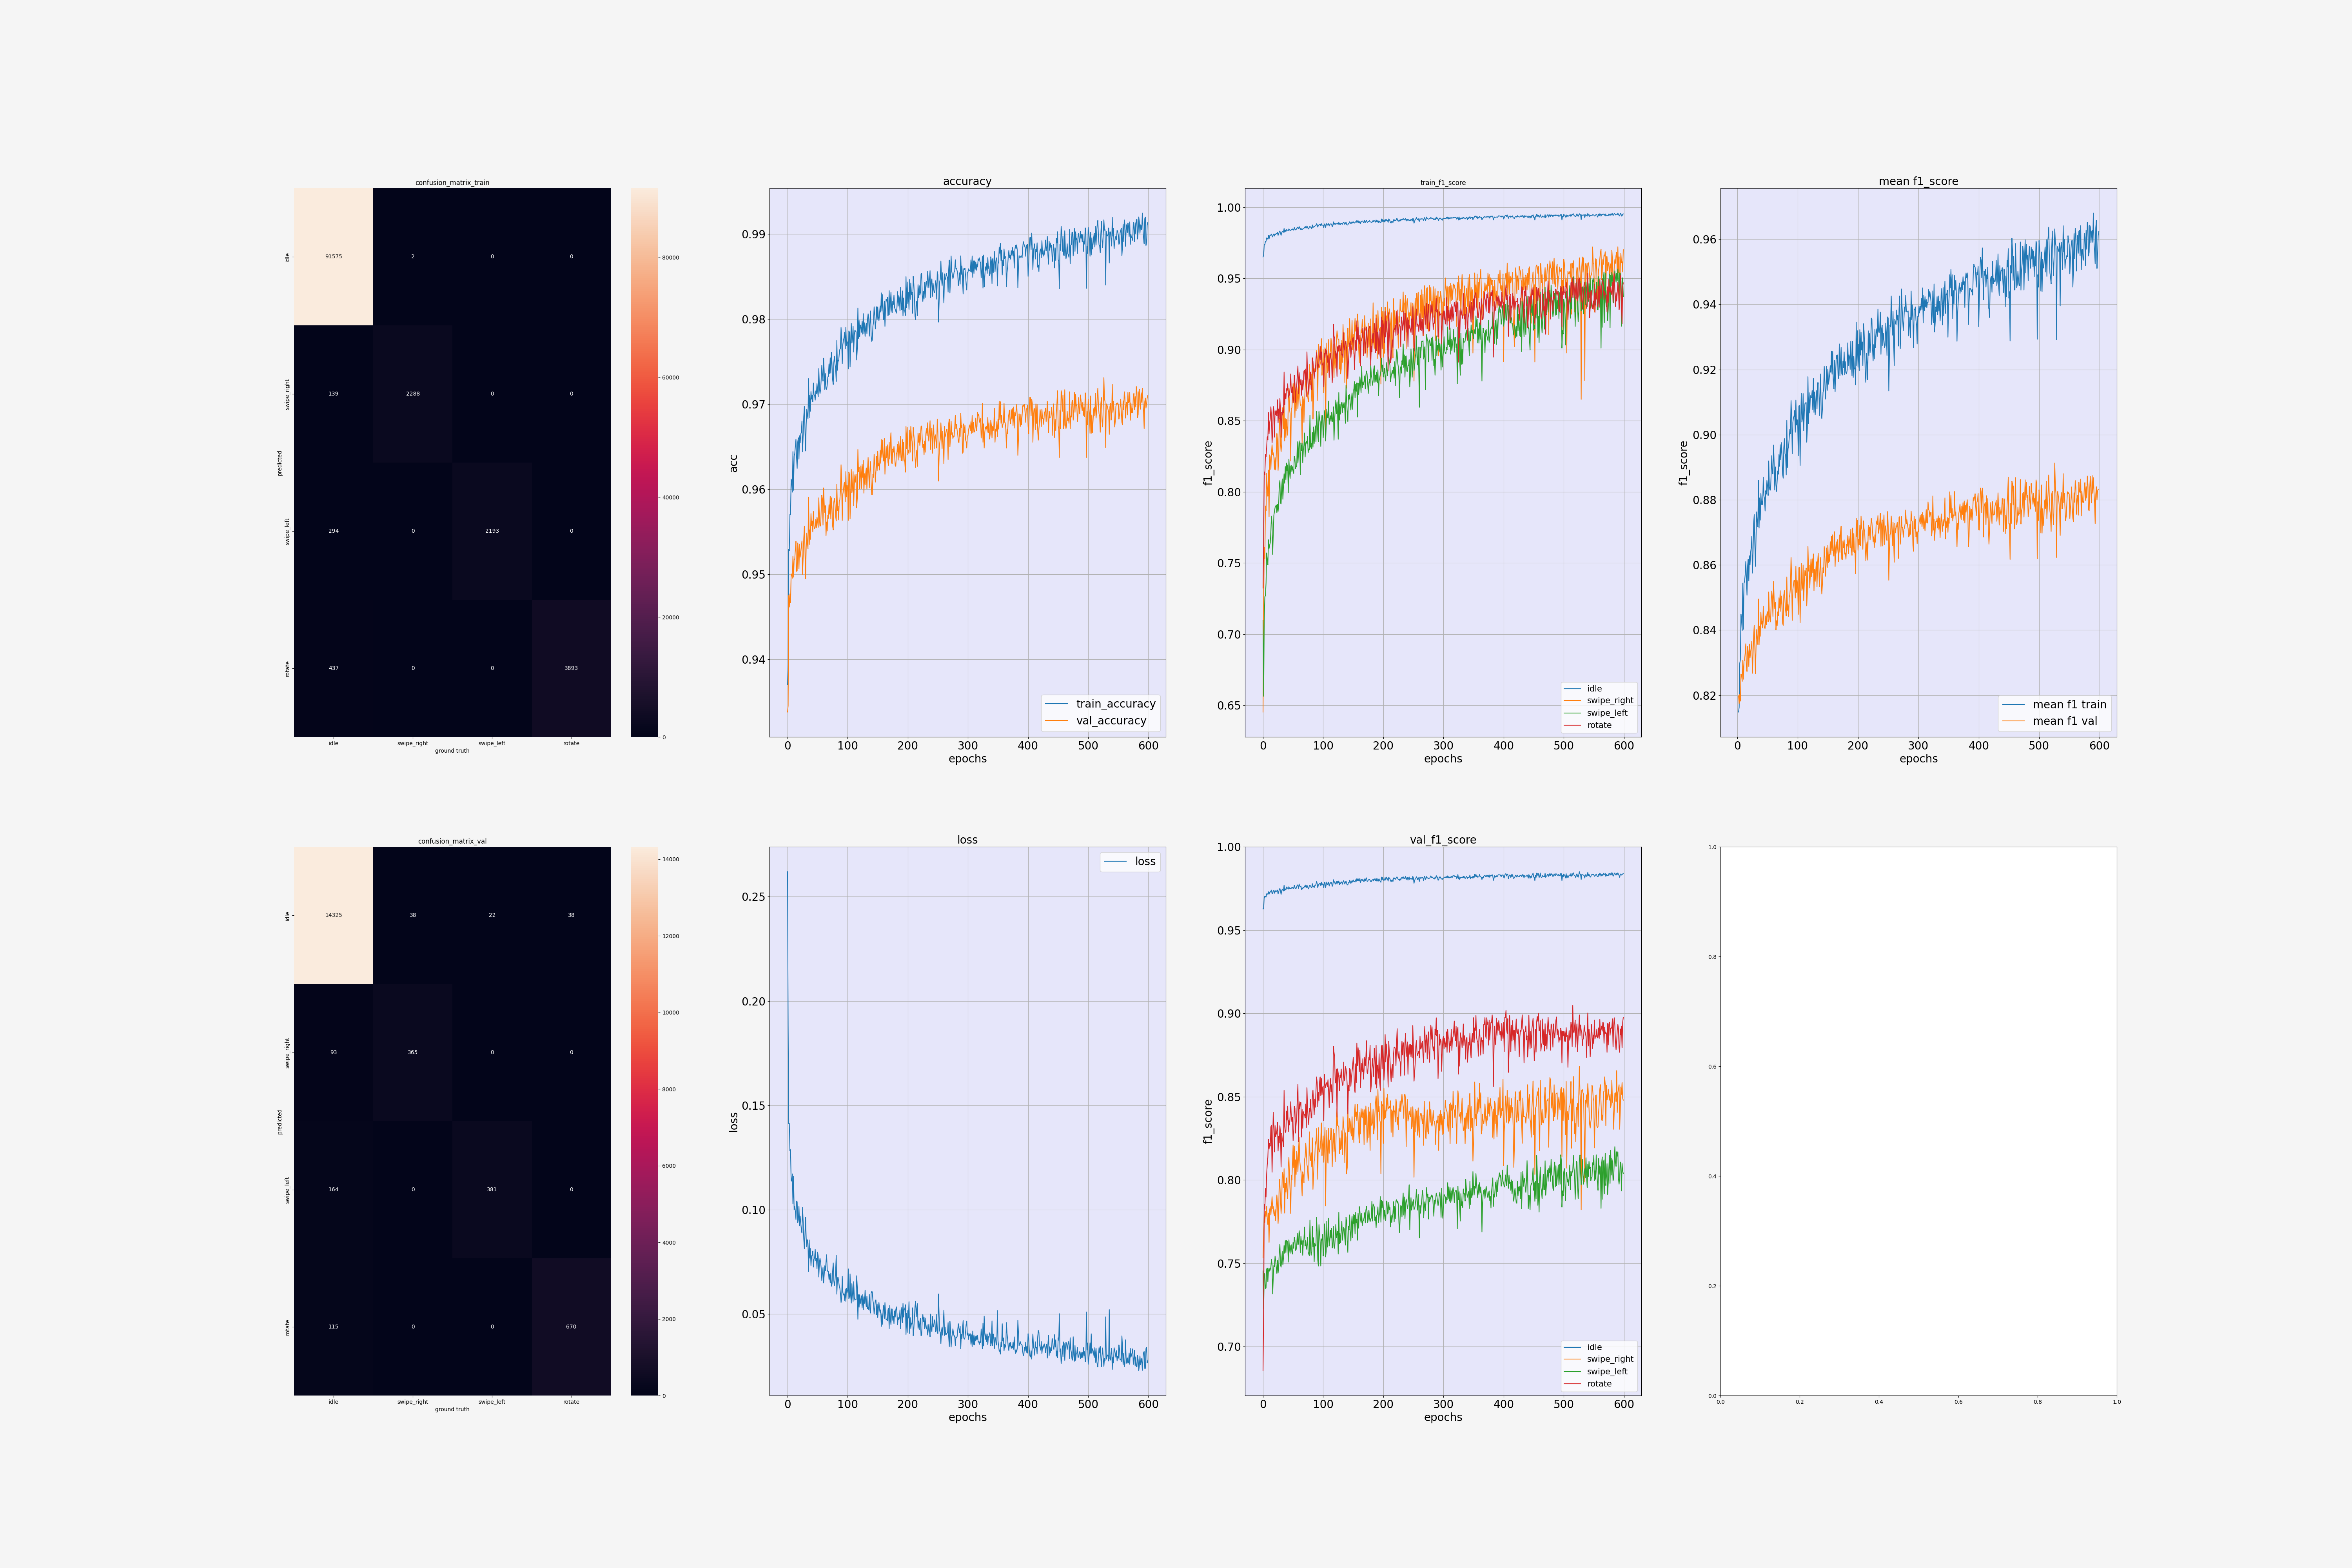 confusion_matrix_train
idle
91575 2 0 0
swipe_right
139 2288 0 0
predicted
swipe_left
294 0 2193 0
rotate
437 0 0 3893
idle swipe_right swipe_left rotate
ground truth
80000
60000
40000
20000
0
accuracy
0.99
0.98
0.97
0.96
0.95
0.94
acc
train_accuracy
val_accuracy
0 100 200 300 400 500 600
epochs
train_f1_score
1.00
0.95
0.90
0.85
0.80
0.75
0.70
0.65
f1_score
idle
swipe_right
swipe_left
rotate
0 100 200 300 400 500 600
epochs
mean f1_score
0.96
0.94
0.92
0.90
0.88
0.86
0.84
0.82
f1_score
mean f1 train
mean f1 val
0 100 200 300 400 500 600
epochs
confusion_matrix_val
idle
14325 38 22 38
swipe_right
93 365 0 0
predicted
swipe_left
164 0 381 0
rotate
115 0 0 670
idle swipe_right swipe_left rotate
ground truth
14000
12000
10000
8000
6000
4000
2000
0
loss
loss
0.25
0.20
0.15
0.10
0.05
loss
0 100 200 300 400 500 600
epochs
val_f1_score
1.00
0.95
0.90
0.85
0.80
0.75
0.70
f1_score
idle
swipe_right
swipe_left
rotate
0 100 200 300 400 500 600
epochs
1.0
0.8
0.6
0.4
0.2
0.0
0.0 0.2 0.4 0.6 0.8 1.0